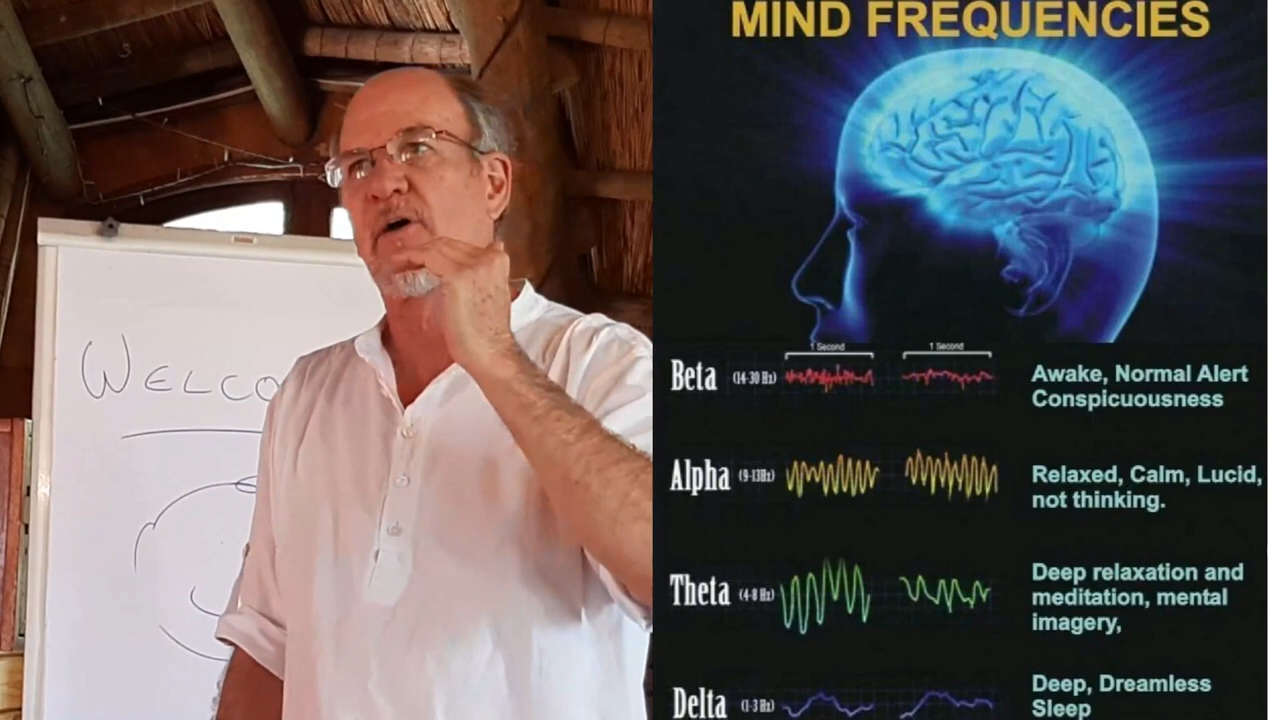 WELCO
MIND FREQUENCIES
1 Second 1 Second
Beta (14-30 Hz)
Awake, Normal Alert
Conspicuousness
Alpha (9-13Hz)
Relaxed, Calm, Lucid,
not thinking.
Theta (4-8 Hz)
Deep relaxation and
meditation, mental
imagery,
Delta (1-3 Hz)
Deep, Dreamless
Sleep